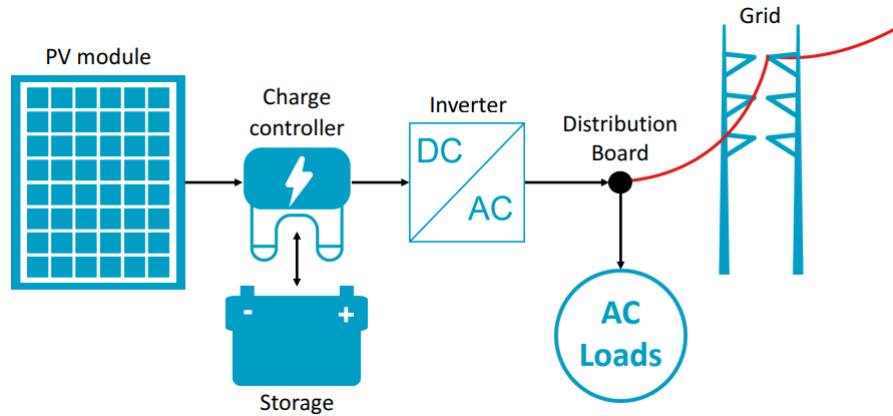 Grid
PV module
Charge
controller
Inverter
Distribution
Board
DC
AC
- +
AC
Loads
Storage